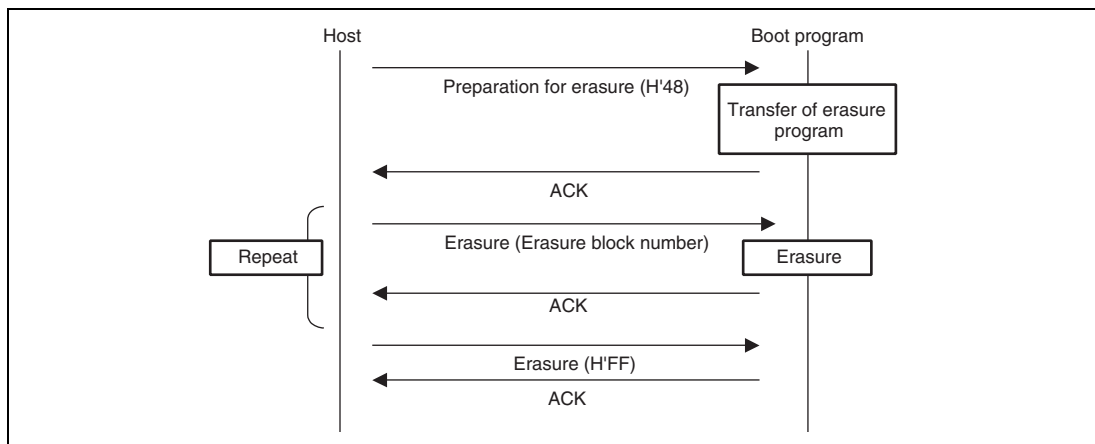 Host
Boot program
Preparation for erasure (H'48)
Transfer of erasure
program
ACK
Erasure (Erasure block number)
Repeat
Erasure
ACK
Erasure (H'FF)
ACK